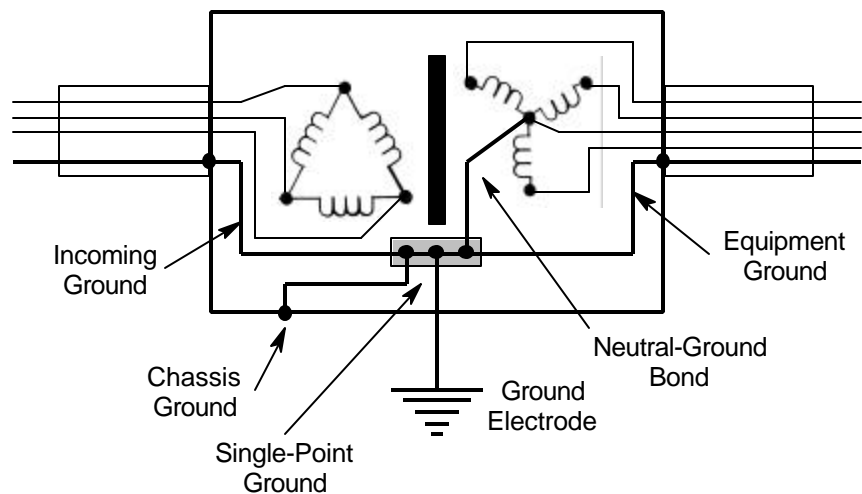 Incoming
Ground
Equipment
Ground
Neutral-Ground
Bond
Chassis
Ground
Ground
Electrode
Single-Point
Ground